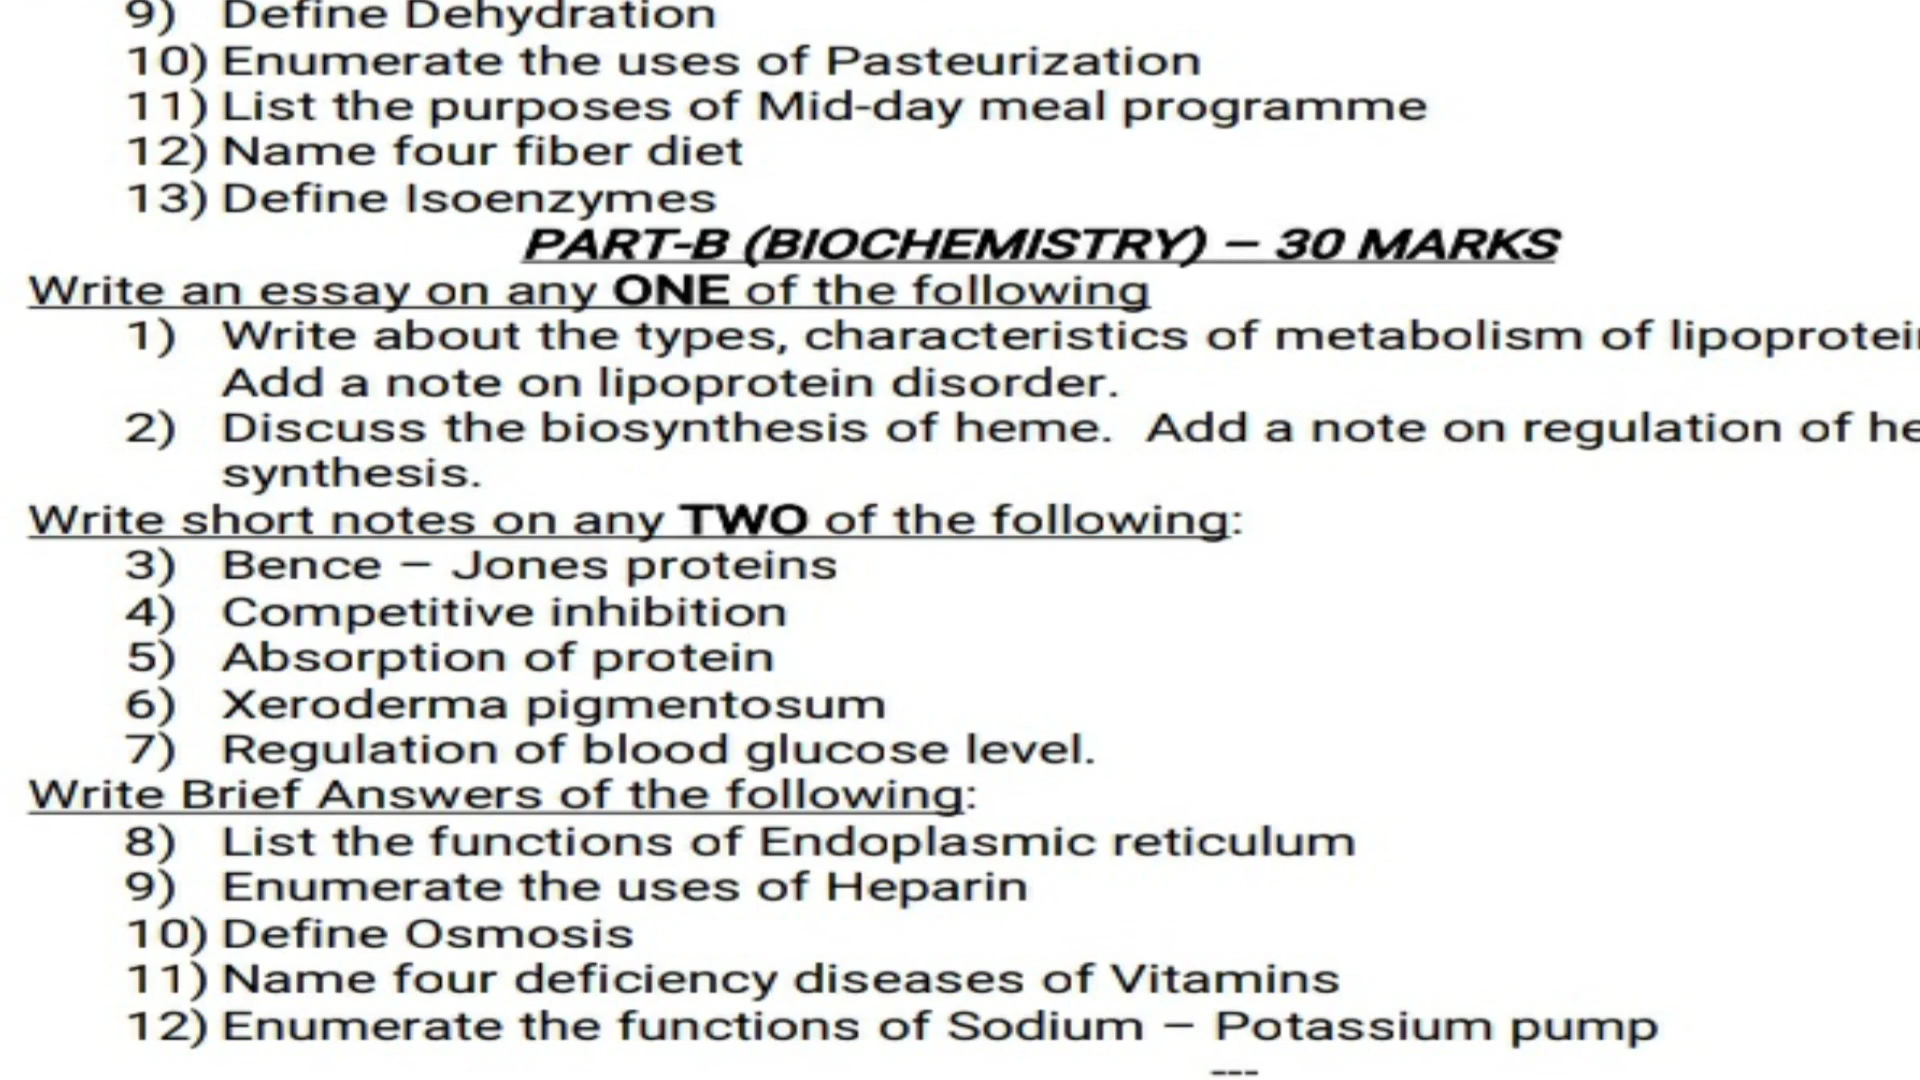 9) Define Dehydration
10) Enumerate the uses of Pasteurization
11) List the purposes of Mid-day meal programme
12) Name four fiber diet
13) Define Isoenzymes
PART-B (BIOCHEMISTRY) – 30 MARKS
Write an essay on any ONE of the following
1) Write about the types, characteristics of metabolism of
Add a note on lipoprotein disorder.
2) Discuss the biosynthesis of heme. Add a note on regulation of
synthesis.
Write short notes on any TWO of the following:
3) Bence – Jones proteins
4) Competitive inhibition
5) Absorption of protein
6) Xeroderma pigmentosum
7) Regulation of blood glucose level.
Write Brief Answers of the following:
8) List the functions of Endoplasmic reticulum
9) Enumerate the uses of Heparin
10) Define Osmosis
11) Name four deficiency diseases of Vitamins
12) Enumerate the functions of Sodium – Potassium pump
---